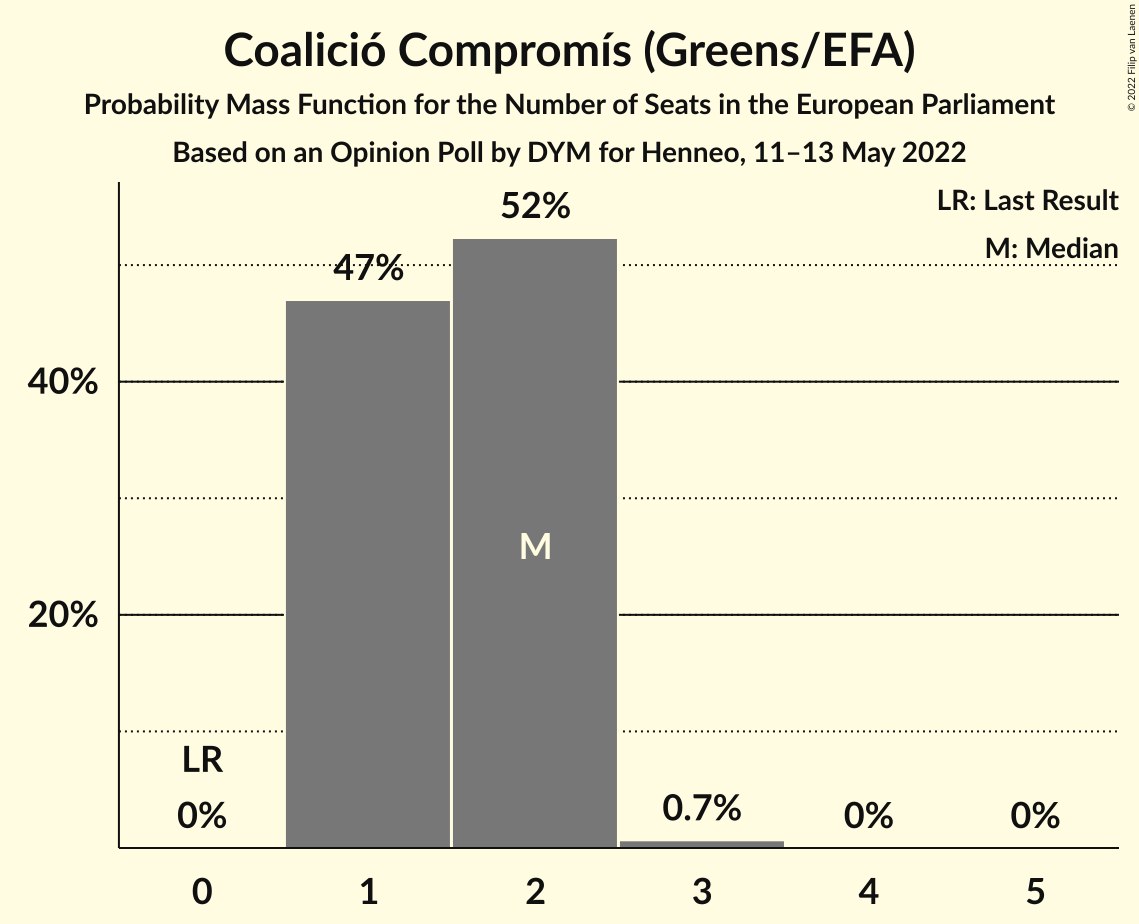 Coalició Compromís (Greens/EFA)
Probability Mass Function for the Number of Seats in the European Parliament
Based on an Opinion Poll by DYM for Henneo, 11–13 May 2022
© 2022 Filip van Laenen
LR: Last Result
M: Median
52%
47%
40%
M
20%
LR
0%
0.7%
0%
0%
0 1 2 3 4 5